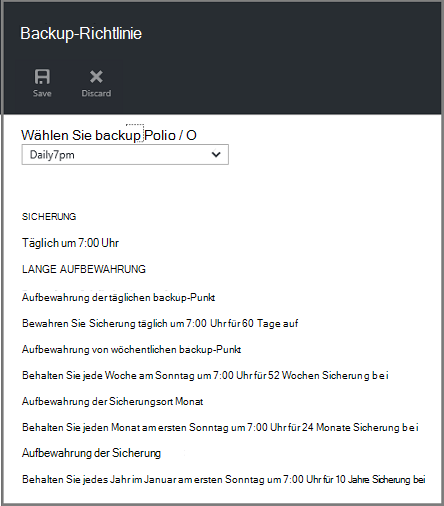 Backup-Richtlinie
Save Discard
Wählen Sie backup Polio / O
Daily7pm
SICHERUNG
Täglich um 7:00 Uhr
LANGE AUFBEWAHRUNG
Aufbewahrung der täglichen backup-Punkt
Bewahren Sie Sicherung täglich um 7:00 Uhr für 60 Tage auf
Aufbewahrung von wöchentlichen backup-Punkt
Behalten Sie jede Woche am Sonntag um 7:00 Uhr für 52 Wochen Sicherung bei
Aufbewahrung der Sicherungsort Monat
Behalten Sie jeden Monat am ersten Sonntag um 7:00 Uhr für 24 Monate Sicherung bei
Aufbewahrung der Sicherung
Behalten Sie jedes Jahr im Januar am ersten Sonntag um 7:00 Uhr für 10 Jahre Sicherung bei